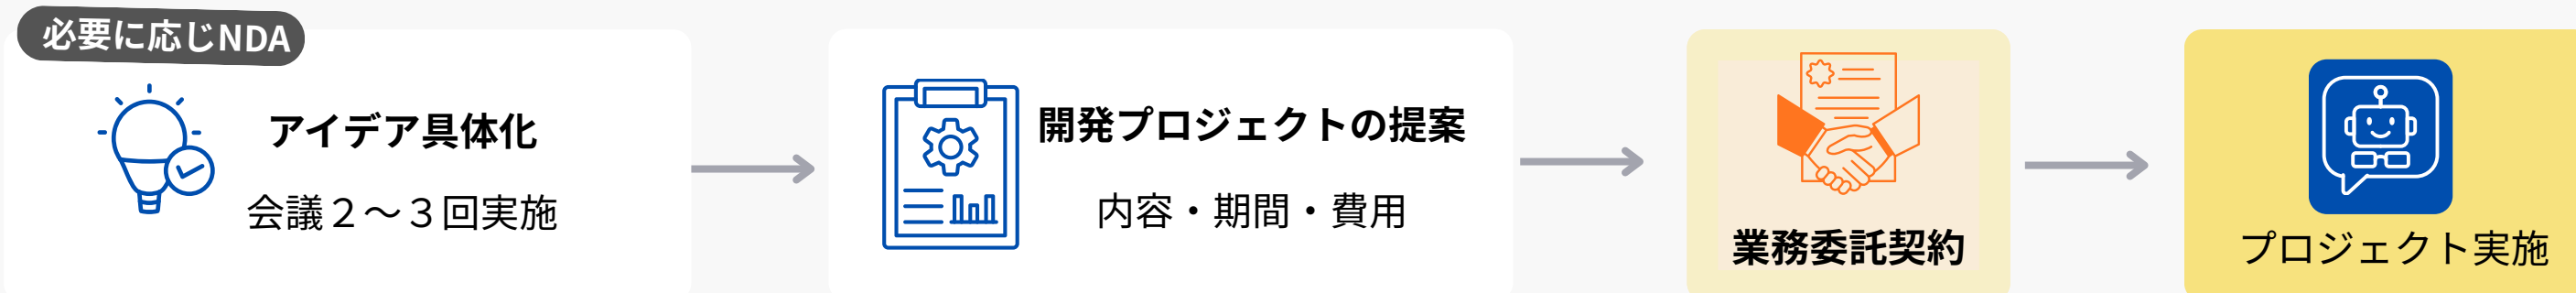 必要に応じNDA
アイデア具体化
会議２～３回実施
開発プロジェクトの提案
内容・期間・費用
業務委託契約
プロジェクト実施